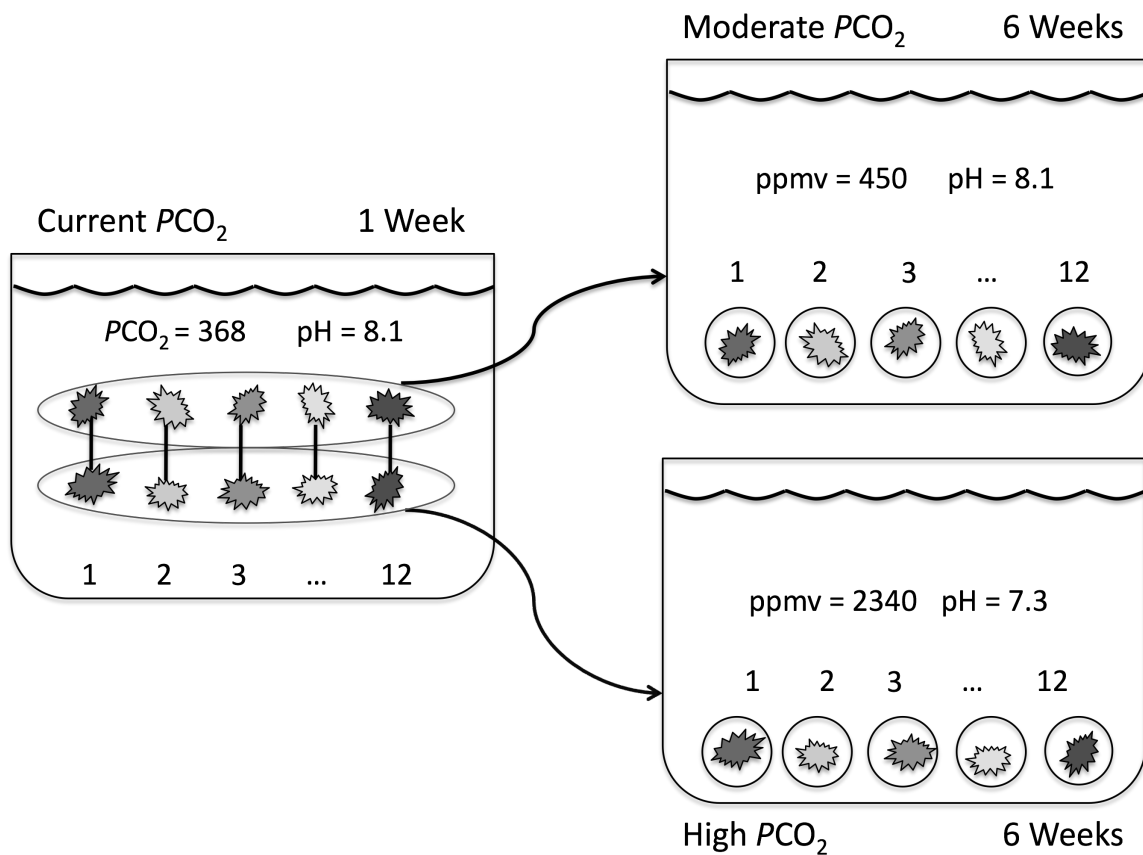 Current PCO₂ 1 Week
PCO₂ = 368 pH = 8.1
1 2 3 ... 12
Moderate PCO₂ 6 Weeks
ppmv = 450 pH = 8.1
1 2 3 ... 12
ppmv = 2340 pH = 7.3
1 2 3 ... 12
High PCO₂ 6 Weeks